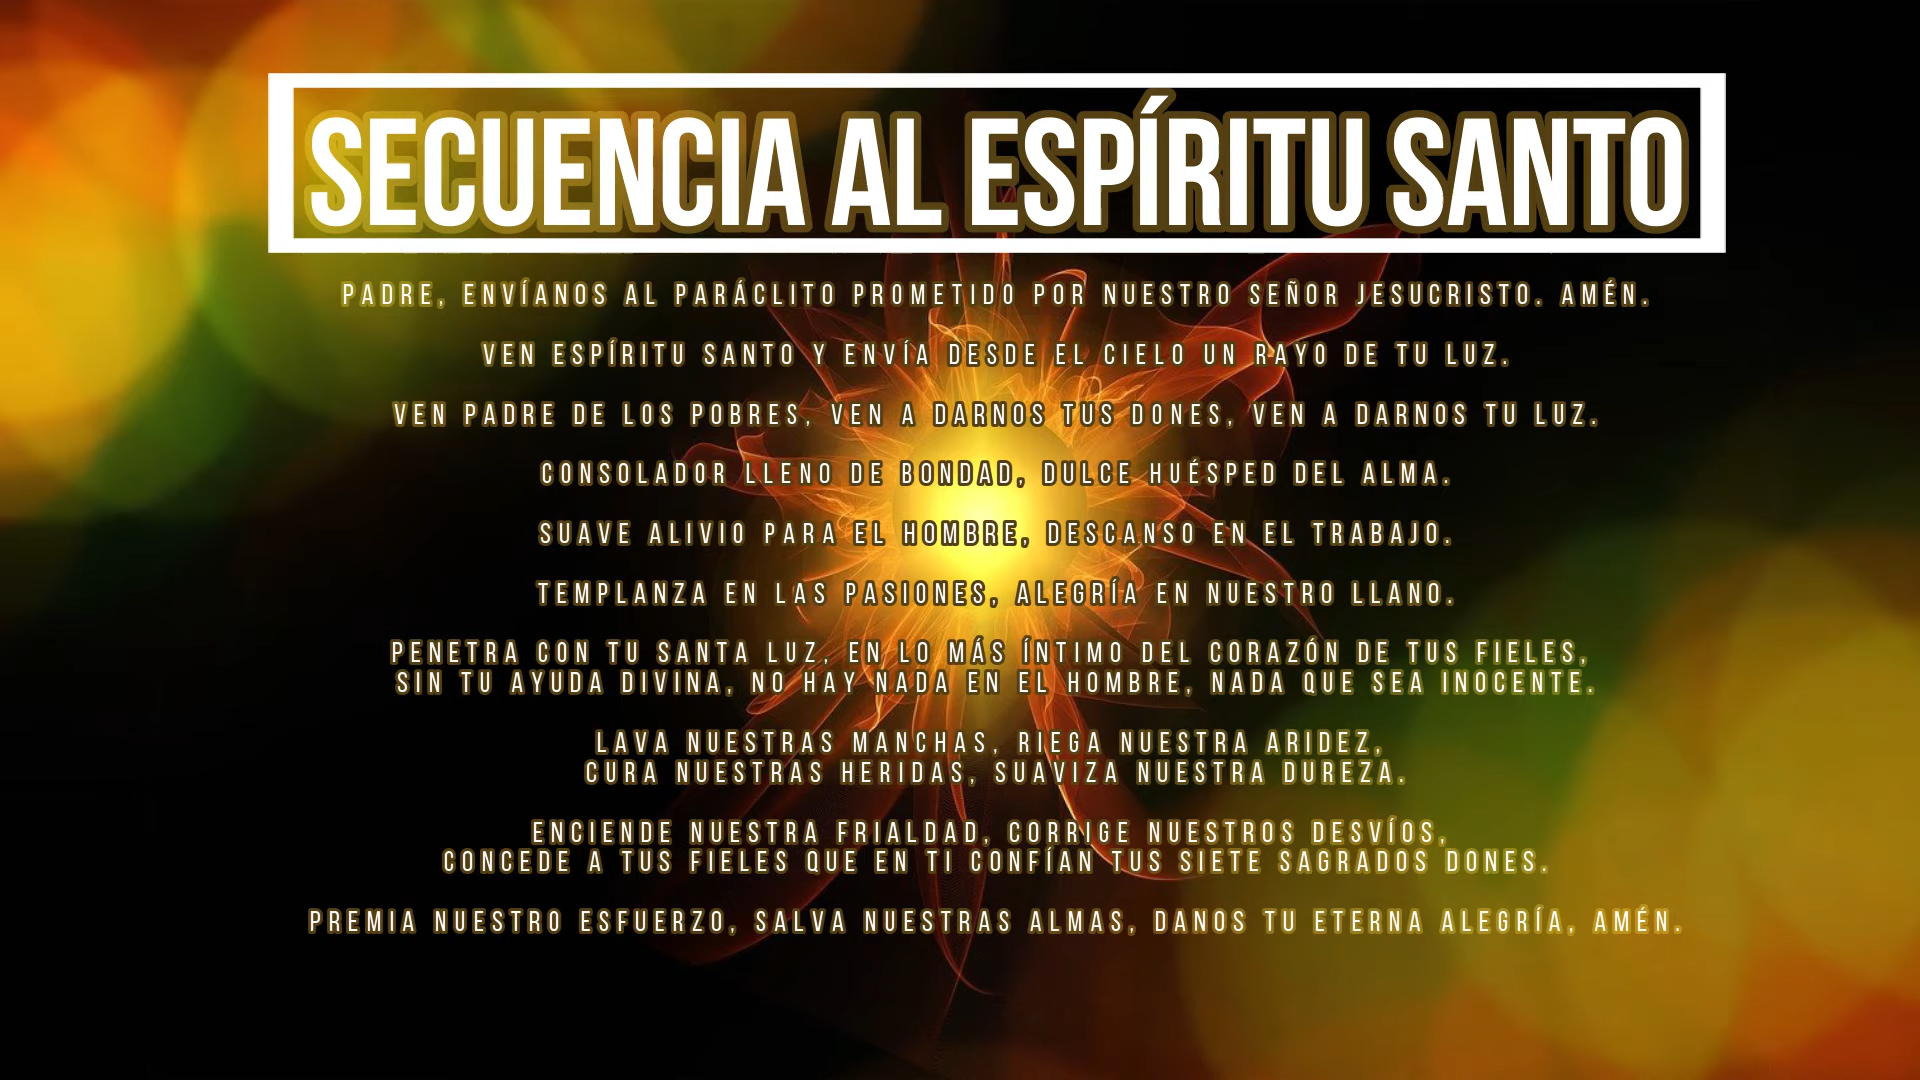 SECUENCIA AL ESPÍRITU SANTO
PADRE, ENVÍANOS AL PARÁCLITO PROMETIDO POR NUESTRO SEÑOR JESUCRISTO. AMÉN.
VEN ESPÍRITU SANTO Y ENVÍA DESDE EL CIELO UN RAYO DE TU LUZ.
VEN PADRE DE LOS POBRES, VEN A DARNOS TUS DONES, VEN A DARNOS TU LUZ.
CONSOLADOR LLENO DE BONDAD, DULCE HUÉSPED DEL ALMA.
SUAVE ALIVIO PARA EL HOMBRE, DESCANSO EN EL TRABAJO.
TEMPLANZA EN LAS PASIONES, ALEGRÍA EN NUESTRO LLANO.
PENETRA CON TU SANTA LUZ, EN LO MÁS ÍNTIMO DEL CORAZÓN DE TUS FIELES,
SIN TU AYUDA DIVINA, NO HAY NADA EN EL HOMBRE, NADA QUE SEA INOCENTE.
LAVA NUESTRAS MANCHAS, RIEGA NUESTRA ARIDEZ,
CURA NUESTRAS HERIDAS, SUAVIZA NUESTRA DUREZA.
ENCIENDE NUESTRA FRIALDAD, CORRIGE NUESTROS DESVÍOS,
CONCEDE A TUS FIELES QUE EN TI CONFÍAN TUS SIETE SAGRADOS DONES.
PREMIA NUESTRO ESFUERZO, SALVA NUESTRAS ALMAS, DANOS TU ETERNA ALEGRÍA, AMÉN.